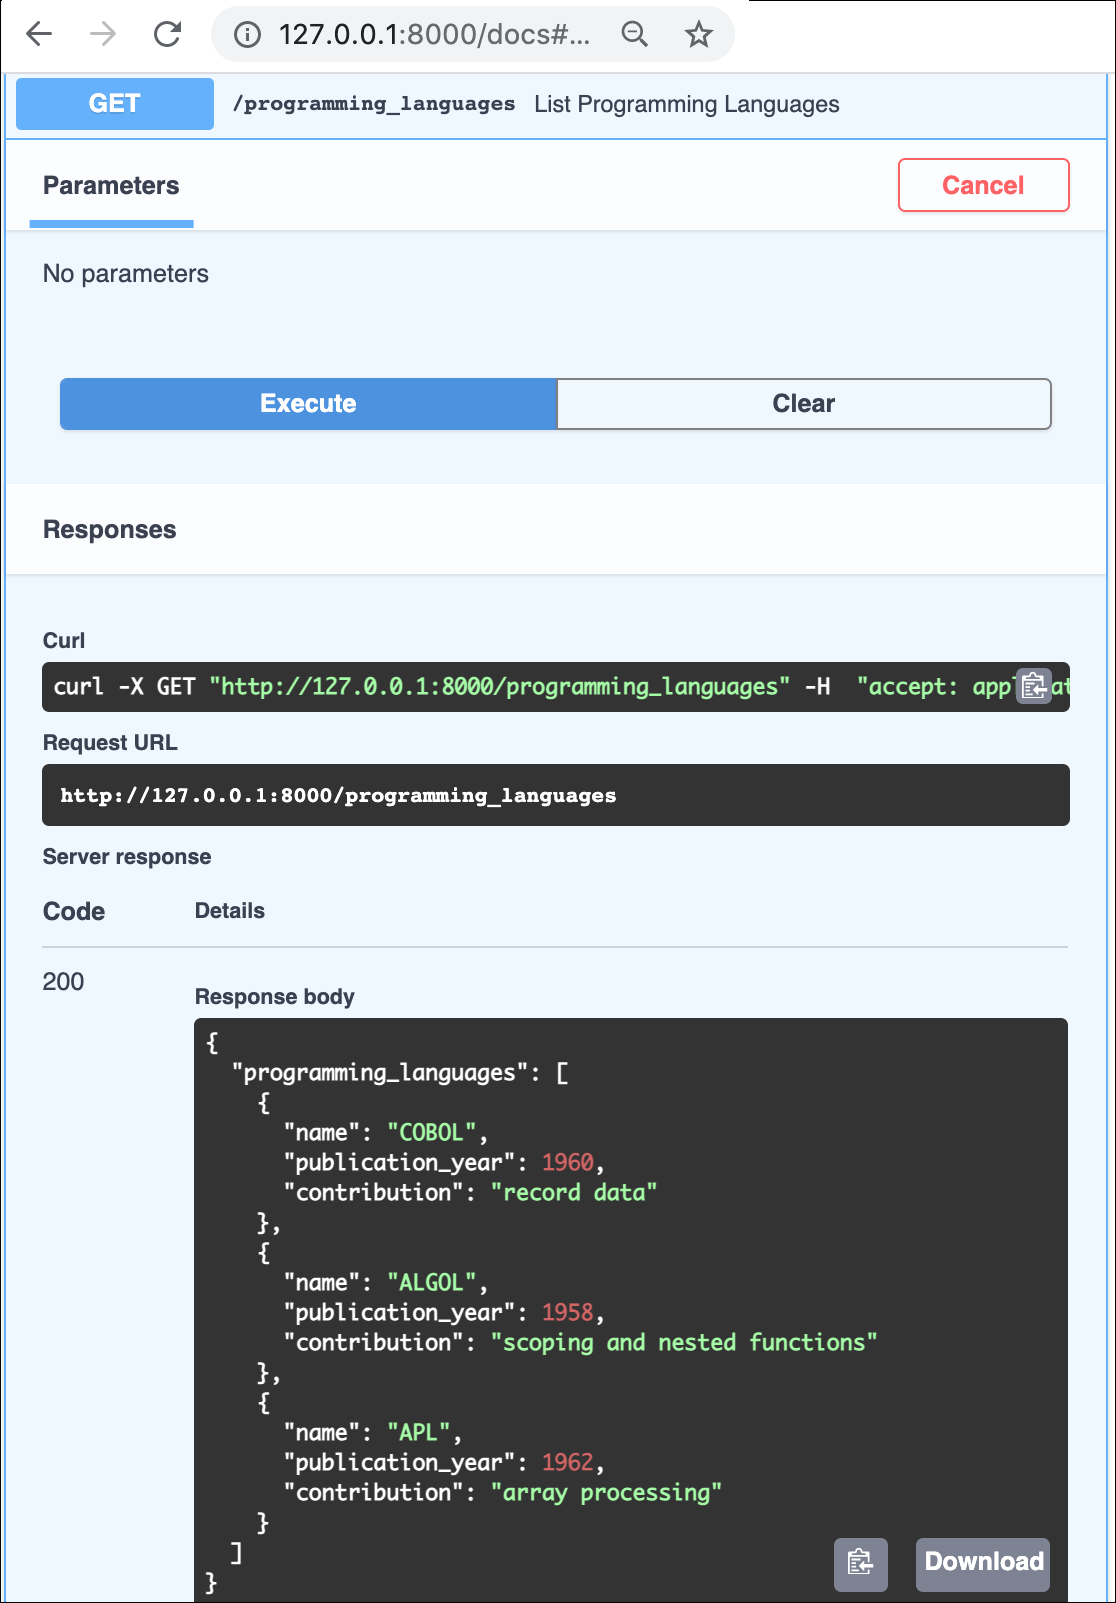 127.0.0.1:8000/docs#...
GET /programming_languages List Programming Languages
Parameters
Cancel
No parameters
Execute
Clear
Responses
Curl
curl -X GET "http://127.0.0.1:8000/programming_languages" -H  "accept:
Request URL
http://127.0.0.1:8000/programming_languages
Server response
Code Details
200
Response body
{
  "programming_languages": [
    {
      "name": "COBOL",
      "publication_year": 1960,
      "contribution": "record data"
    },
    {
      "name": "ALGOL",
      "publication_year": 1958,
      "contribution": "scoping and nested functions"
    },
    {
      "name": "APL",
      "publication_year": 1962,
      "contribution": "array processing"
    }
  ]
}
Download